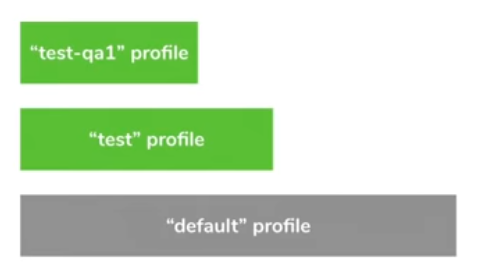 “test-qa1” profile
“test” profile
“default” profile